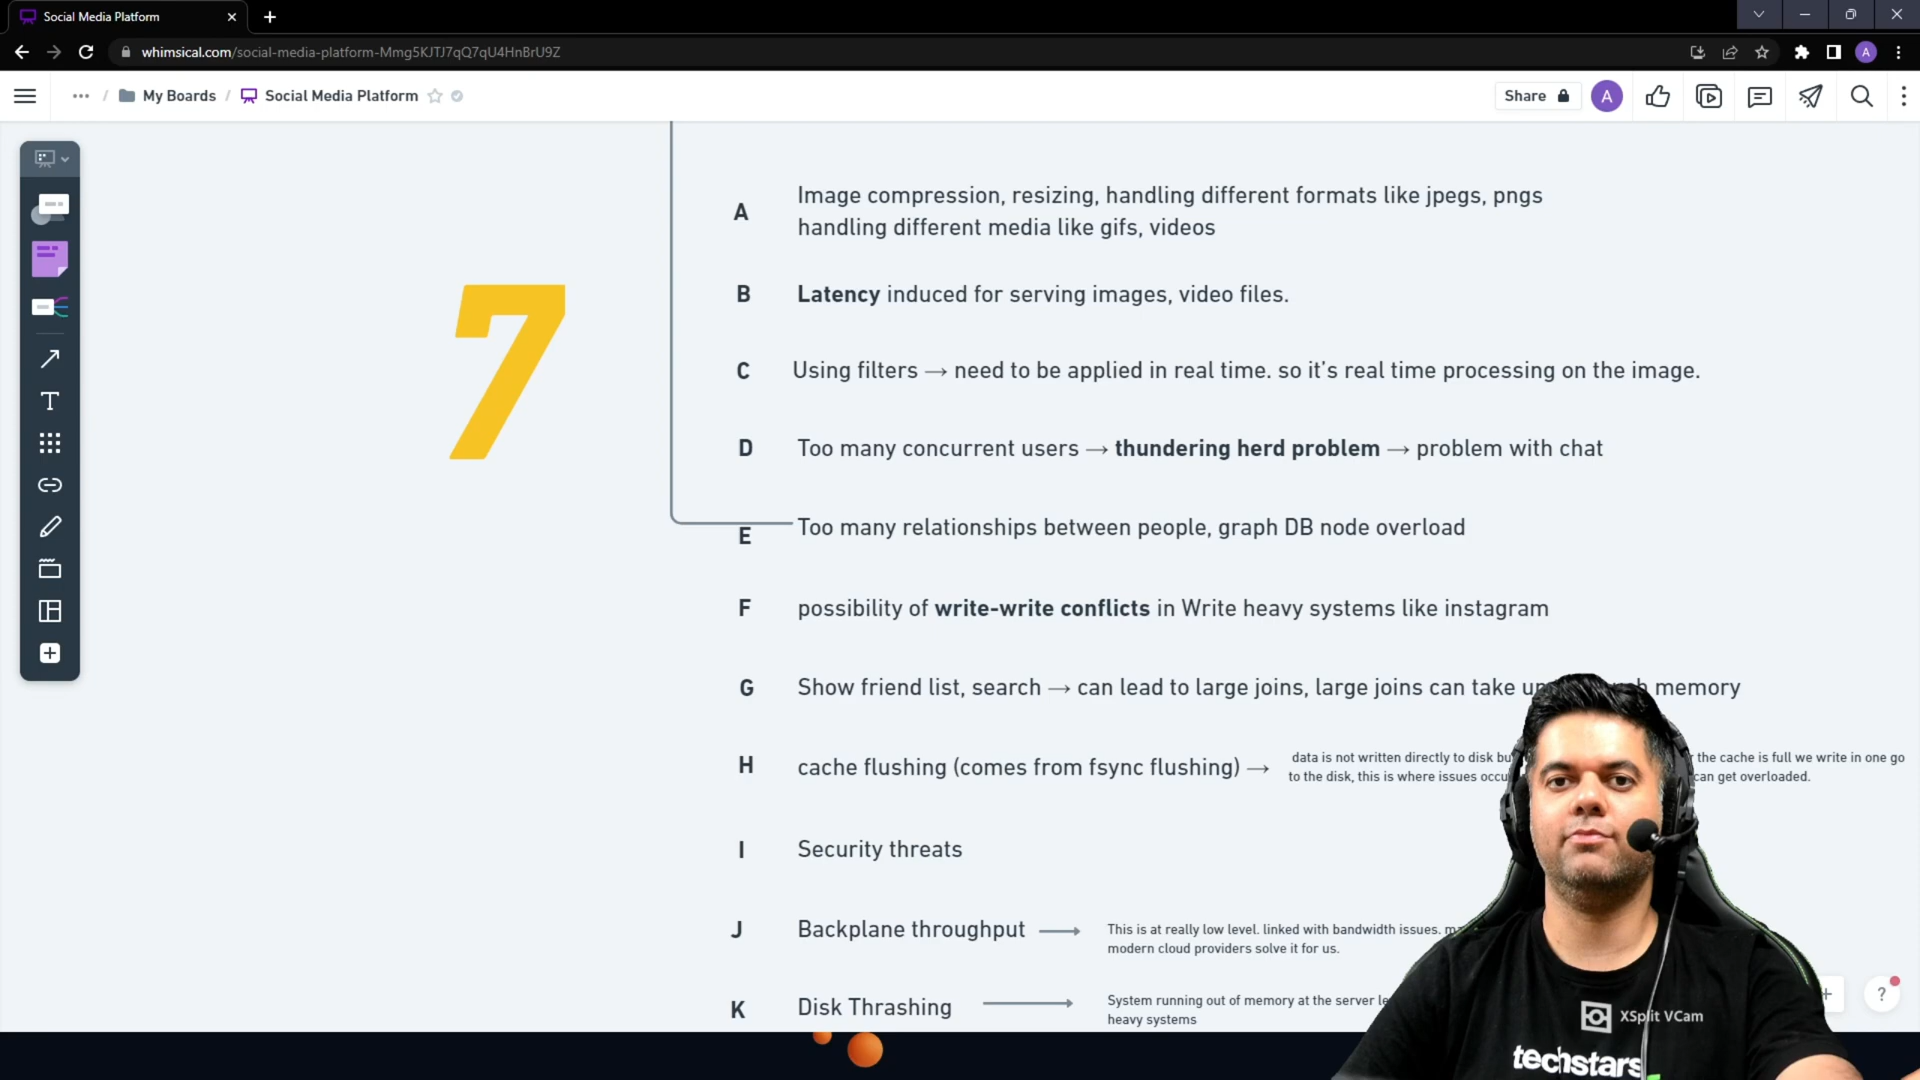 Social Media Platform
whimsical.com/social-media-platform-Mmg5KJTJ7qQ7qU4HnBrU9Z
A
... / My Boards / Social Media Platform
Share
A
A
Image compression, resizing, handling different formats like jpegs, pngs
handling different media like gifs, videos
7
B
Latency induced for serving images, video files.
C
Using filters → need to be applied in real time. so it's real time processing on the image.
D
Too many concurrent users → thundering herd problem → problem with chat
E
Too many relationships between people, graph DB node overload
F
possibility of write-write conflicts in Write heavy systems like instagram
G
Show friend list, search → can lead to large joins, large joins can take memory
H
cache flushing (comes from fsync flushing) →
data is not written directly to disk the cache is full we write in one go
to the disk, this is where issues can get overloaded.
I
Security threats
J
Backplane throughput
This is at really low level. linked with bandwidth issues.
modern cloud providers solve it for us.
K
Disk Thrashing
System running out of memory at the server
heavy systems
?
XSplit VCam
techstars